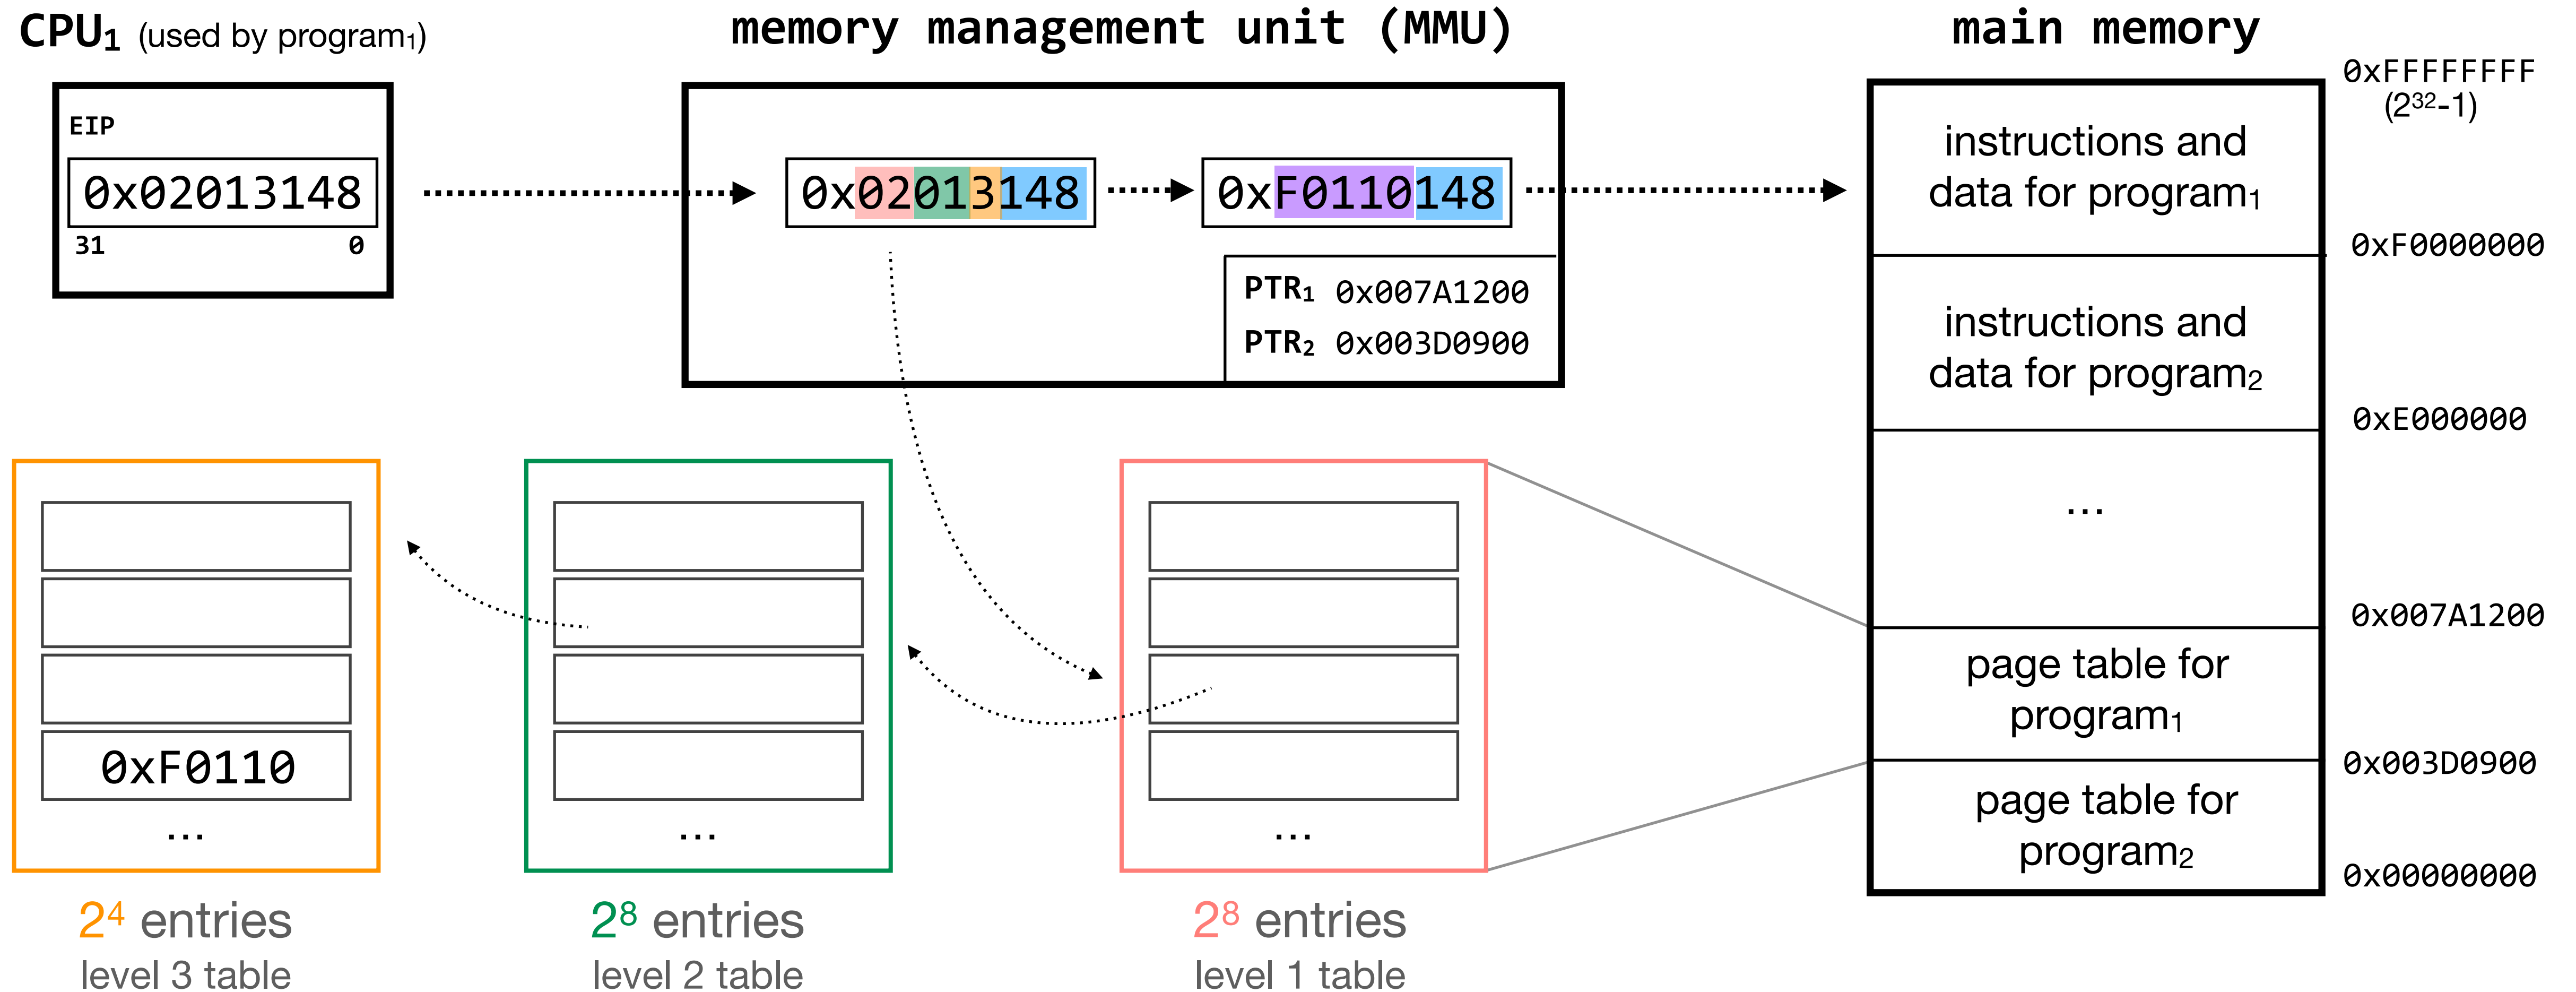 CPU₁ (used by program₁)
EIP
0x02013148
31 0
memory management unit (MMU)
0x02013148
0xF0110148
PTR₁ 0x007A1200
PTR₂ 0x003D0900
main memory
0xFFFFFFFF
(2³²-1)
instructions and
data for program₁
0xF0000000
instructions and
data for program₂
0xE000000
...
0x007A1200
page table for
program₁
0x003D0900
page table for
program₂
0x00000000
0xF0110
...
2⁴ entries
level 3 table
...
2⁸ entries
level 2 table
...
2⁸ entries
level 1 table